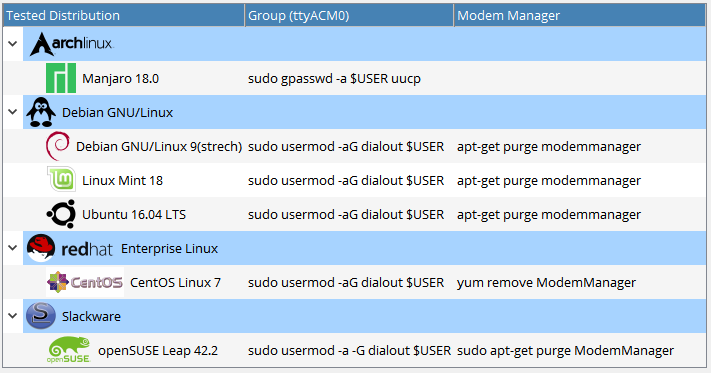 Tested Distribution Group (ttyACM0) Modem Manager
archlinux
Manjaro 18.0 sudo gpasswd -a $USER uucp
Debian GNU/Linux
Debian GNU/Linux 9(strech) sudo usermod -aG dialout $USER apt-get purge modemmanager
Linux Mint 18 sudo usermod -aG dialout $USER apt-get purge modemmanager
Ubuntu 16.04 LTS sudo usermod -aG dialout $USER apt-get purge modemmanager
redhat Enterprise Linux
CentOS CentOS Linux 7 sudo usermod -aG dialout $USER yum remove ModemManager
S Slackware
openSUSE openSUSE Leap 42.2 sudo usermod -a -G dialout $USER sudo apt-get purge ModemManager